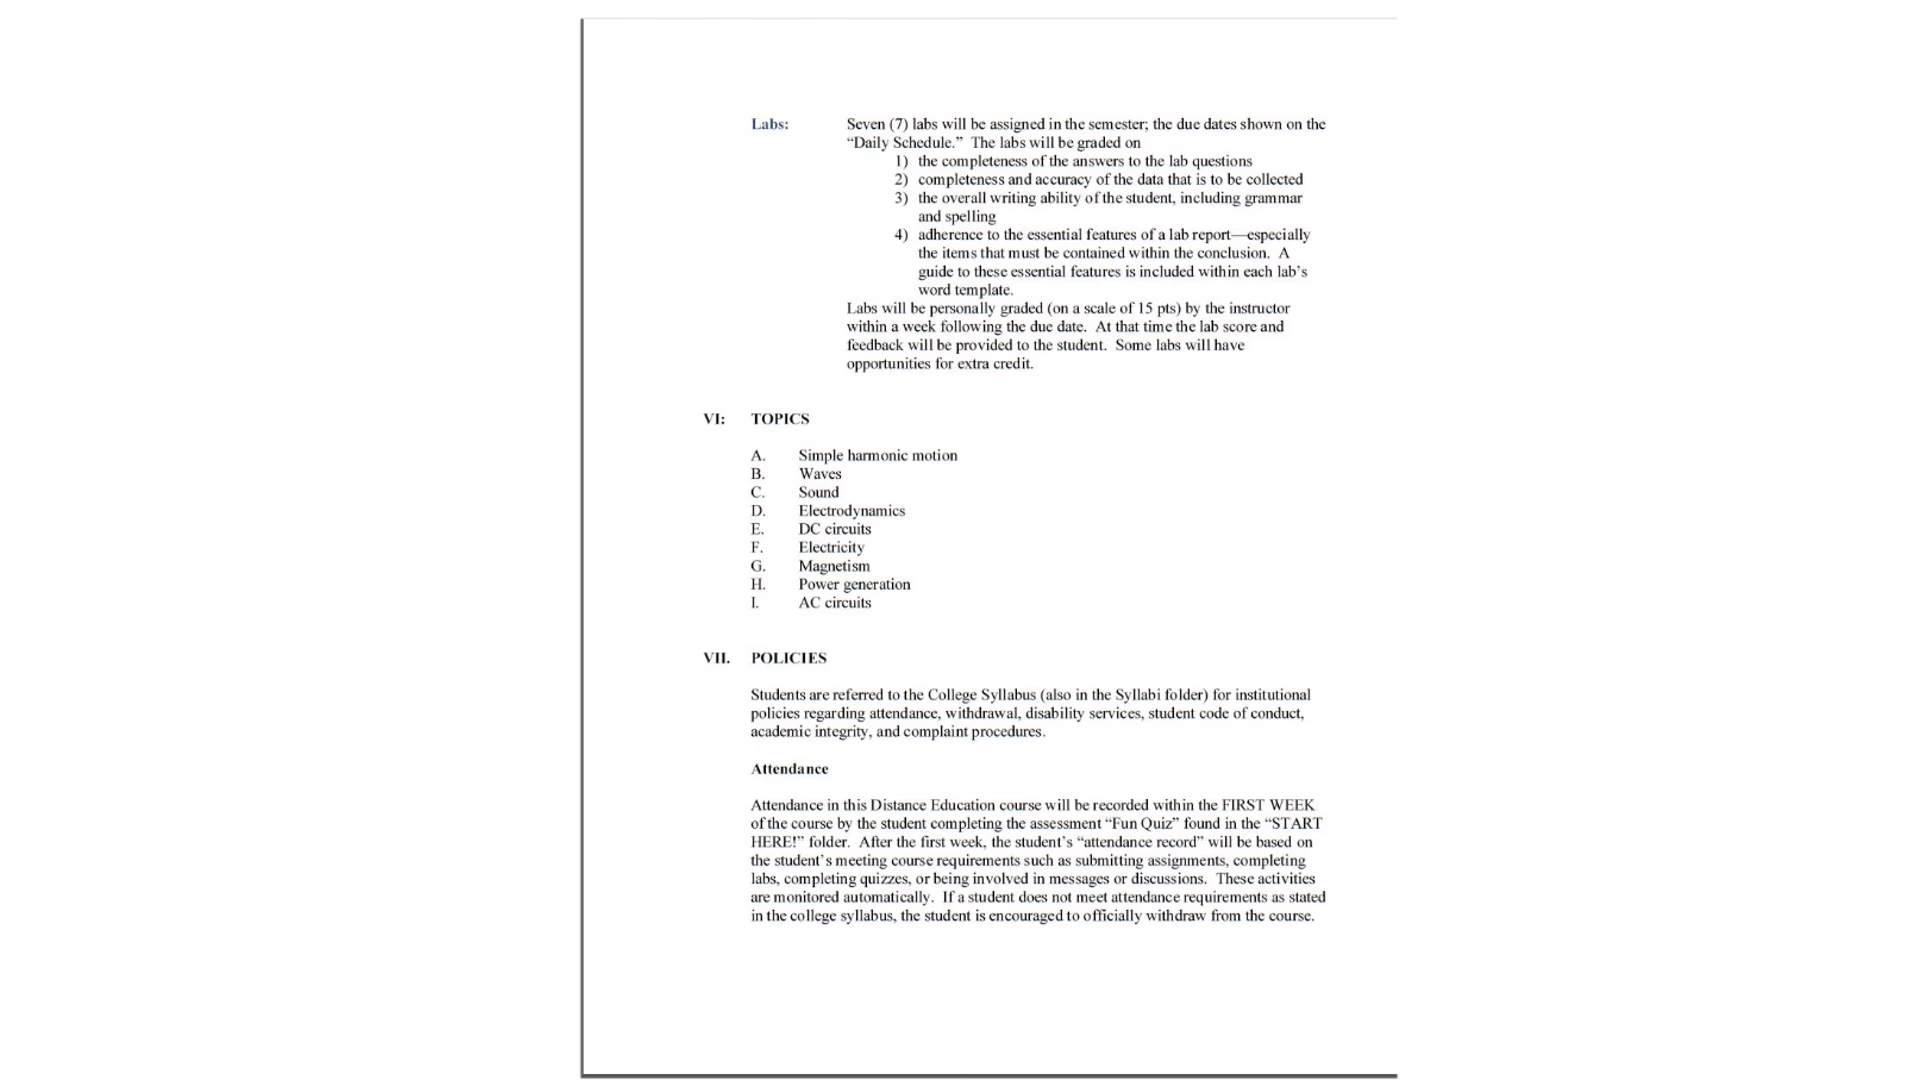 Labs: Seven (7) labs will be assigned in the semester; the due dates shown on the
“Daily Schedule.” The labs will be graded on
1) the completeness of the answers to the lab questions
2) completeness and accuracy of the data that is to be collected
3) the overall writing ability of the student, including grammar
and spelling
4) adherence to the essential features of a lab report—especially
the items that must be contained within the conclusion. A
guide to these essential features is included within each lab’s
word template.
Labs will be personally graded (on a scale of 15 pts) by the instructor
within a week following the due date. At that time the lab score and
feedback will be provided to the student. Some labs will have
opportunities for extra credit.
VI: TOPICS
A. Simple harmonic motion
B. Waves
C. Sound
D. Electrodynamics
E. DC circuits
F. Electricity
G. Magnetism
H. Power generation
I. AC circuits
VII. POLICIES
Students are referred to the College Syllabus (also in the Syllabi folder) for institutional
policies regarding attendance, withdrawal, disability services, student code of conduct,
academic integrity, and complaint procedures.
Attendance
Attendance in this Distance Education course will be recorded within the FIRST WEEK
of the course by the student completing the assessment “Fun Quiz” found in the “START
HERE!” folder. After the first week, the student’s “attendance record” will be based on
the student’s meeting course requirements such as submitting assignments, completing
labs, completing quizzes, or being involved in messages or discussions. These activities
are monitored automatically. If a student does not meet attendance requirements as stated
in the college syllabus, the student is encouraged to officially withdraw from the course.